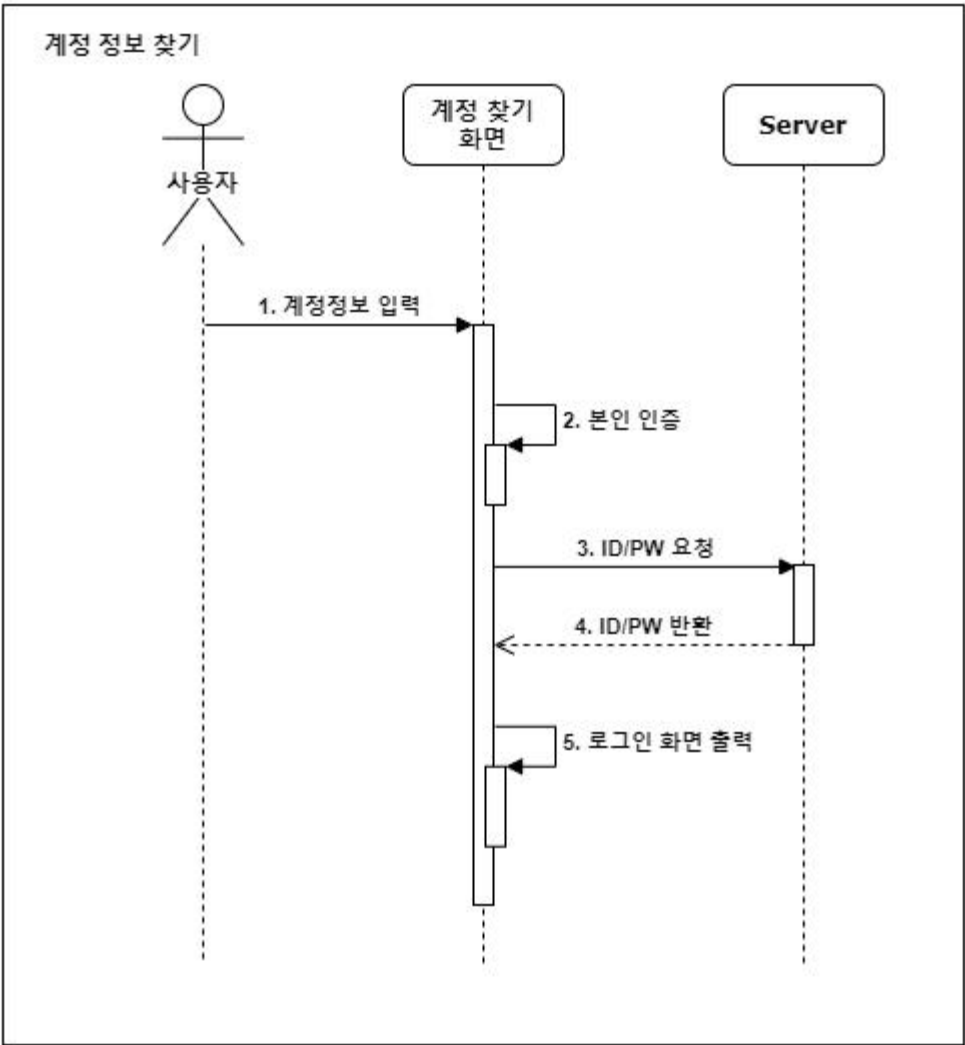 계정 정보 찾기
사용자
계정 찾기
화면
Server
1. 계정정보 입력
2. 본인 인증
3. ID/PW 요청
4. ID/PW 반환
5. 로그인 화면 출력